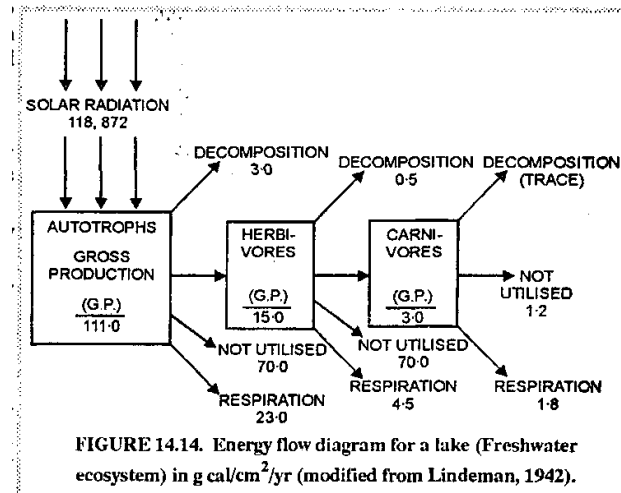 SOLAR RADIATION
118, 872
DECOMPOSITION
3·0
DECOMPOSITION
0·5
DECOMPOSITION
(TRACE)
AUTOTROPHS
GROSS
PRODUCTION
(G.P.)
111·0
HERBI-
VORES
(G.P.)
15·0
CARNI-
VORES
(G.P.)
3·0
NOT
UTILISED
1·2
NOT UTILISED
70·0
NOT UTILISED
70·0
RESPIRATION
23·0
RESPIRATION
4·5
RESPIRATION
1·8
FIGURE 14.14. Energy flow diagram for a lake (Freshwater
ecosystem) in g cal/cm²/yr (modified from Lindeman, 1942).